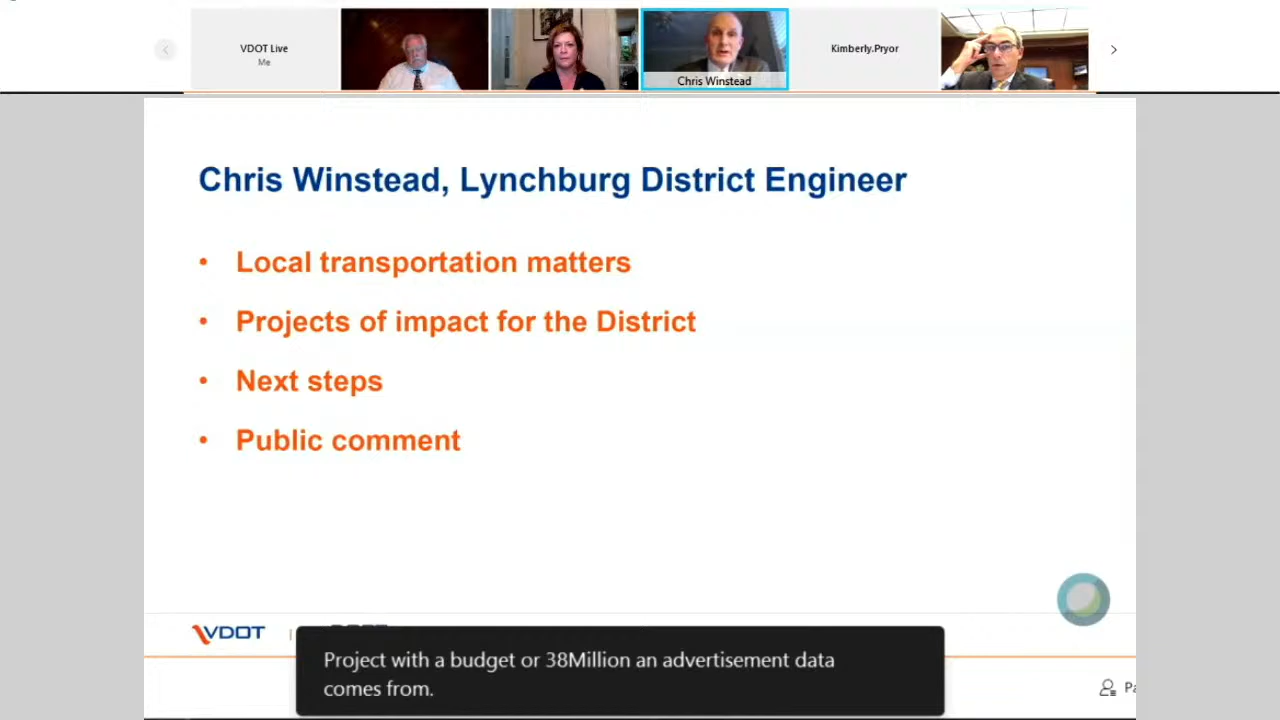 VDOT Live
Me
Chris Winstead
Kimberly.Pryor
Chris Winstead, Lynchburg District Engineer
• Local transportation matters
• Projects of impact for the District
• Next steps
• Public comment
VDOT
Project with a budget or 38Million an advertisement data
comes from.